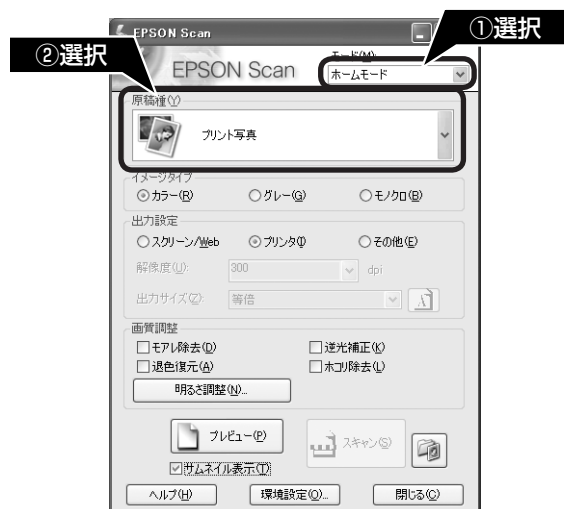 EPSON Scan
①選択
②選択
モード(M):
EPSON Scan
ホームモード
原稿種(Y)
プリント写真
イメージタイプ
カラー(R) グレー(G) モノクロ(B)
出力設定
スクリーン/Web プリンタ(I) その他(E)
解像度(U): 300 dpi
出力サイズ(Z): 等倍
画質調整
モアレ除去(D) 逆光補正(K)
退色復元(A) ホコリ除去(L)
明るさ調整(N)...
プレビュー(P) スキャン(S)
サムネイル表示(T)
ヘルプ(H) 環境設定(O)... 閉じる(C)